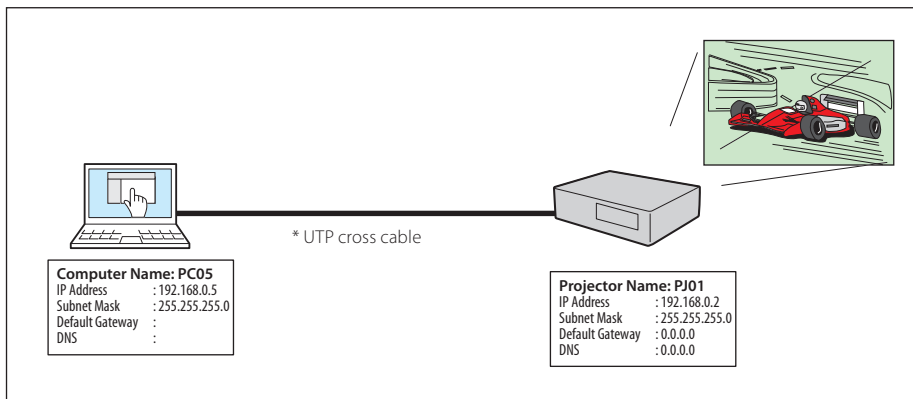 * UTP cross cable
Computer Name: PC05
IP Address : 192.168.0.5
Subnet Mask : 255.255.255.0
Default Gateway :
DNS :
Projector Name: PJ01
IP Address : 192.168.0.2
Subnet Mask : 255.255.255.0
Default Gateway : 0.0.0.0
DNS : 0.0.0.0